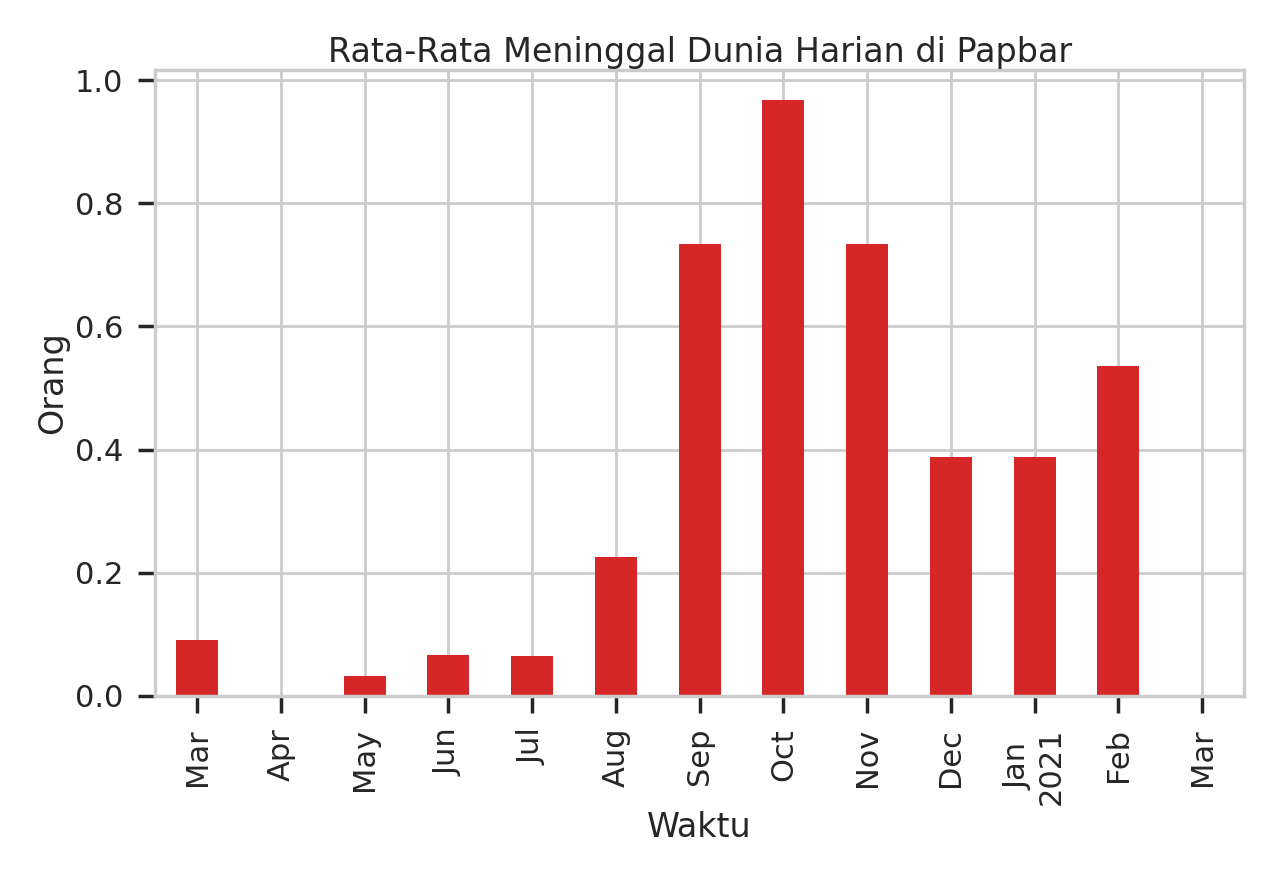 Rata-Rata Meninggal Dunia Harian di Papbar
1.0
0.8
0.6
0.4
0.2
0.0
Orang
Mar
Apr
May
Jun
Jul
Aug
Sep
Oct
Nov
Dec
Jan
2021
Feb
Mar
Waktu